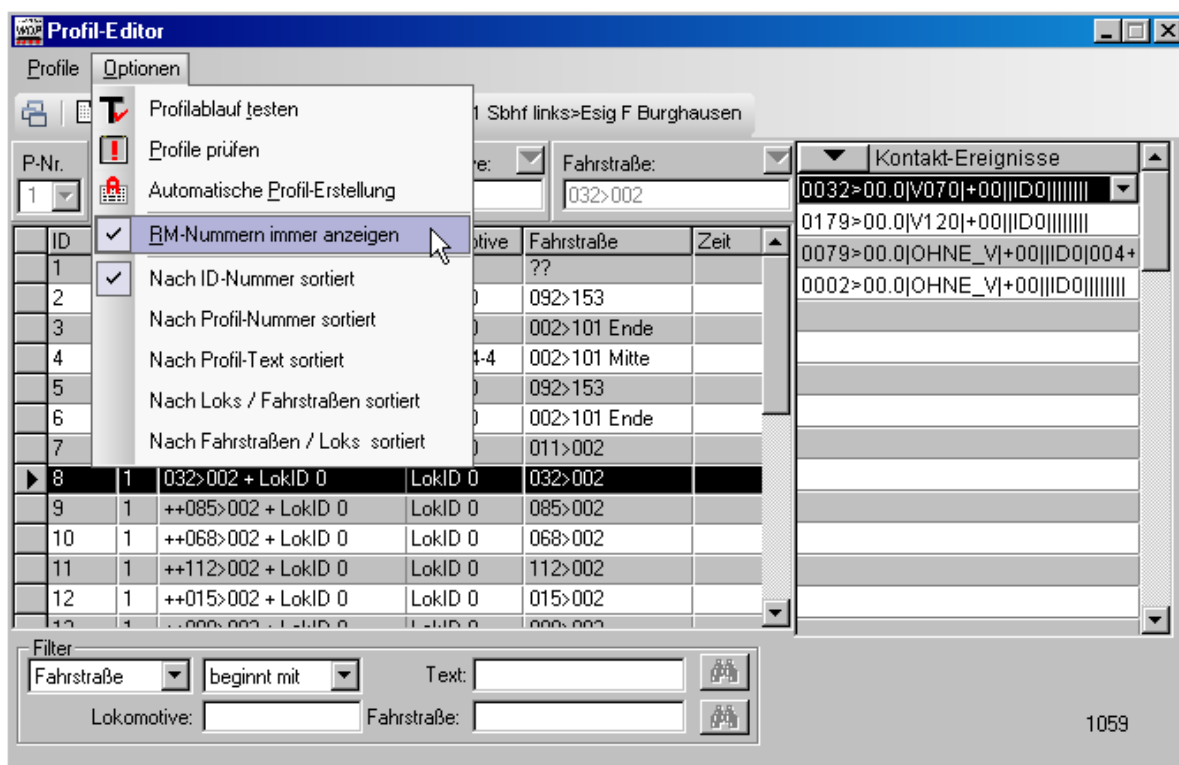 WDP Profil-Editor
Profile Optionen
Profilablauf testen
Profile prüfen
Automatische Profil-Erstellung
RM-Nummern immer anzeigen
Nach ID-Nummer sortiert
Nach Profil-Nummer sortiert
Nach Profil-Text sortiert
Nach Loks / Fahrstraßen sortiert
Nach Fahrstraßen / Loks sortiert
1 Sbhf links>Esig F Burghausen
P-Nr. ve: Fahrstraße:
1 032>002
ID otive Fahrstraße Zeit
1 ??
2 0 092>153
3 002>101 Ende
4 4-4 002>101 Mitte
5 092>153
6 0 002>101 Ende
7 011>002
8 1 032>002 + LokID 0 LokID 0 032>002
9 1 ++085>002 + LokID 0 LokID 0 085>002
10 1 ++068>002 + LokID 0 LokID 0 068>002
11 1 ++112>002 + LokID 0 LokID 0 112>002
12 1 ++015>002 + LokID 0 LokID 0 015>002
Kontakt-Ereignisse
0032>00.0|V070|+00|||ID0||||||||
0179>00.0|V120|+00|||ID0||||||||
0079>00.0|OHNE_V|+00|||ID0|004+
0002>00.0|OHNE_V|+00|||ID0||||||||
Filter
Fahrstraße beginnt mit Text:
Lokomotive: Fahrstraße:
1059